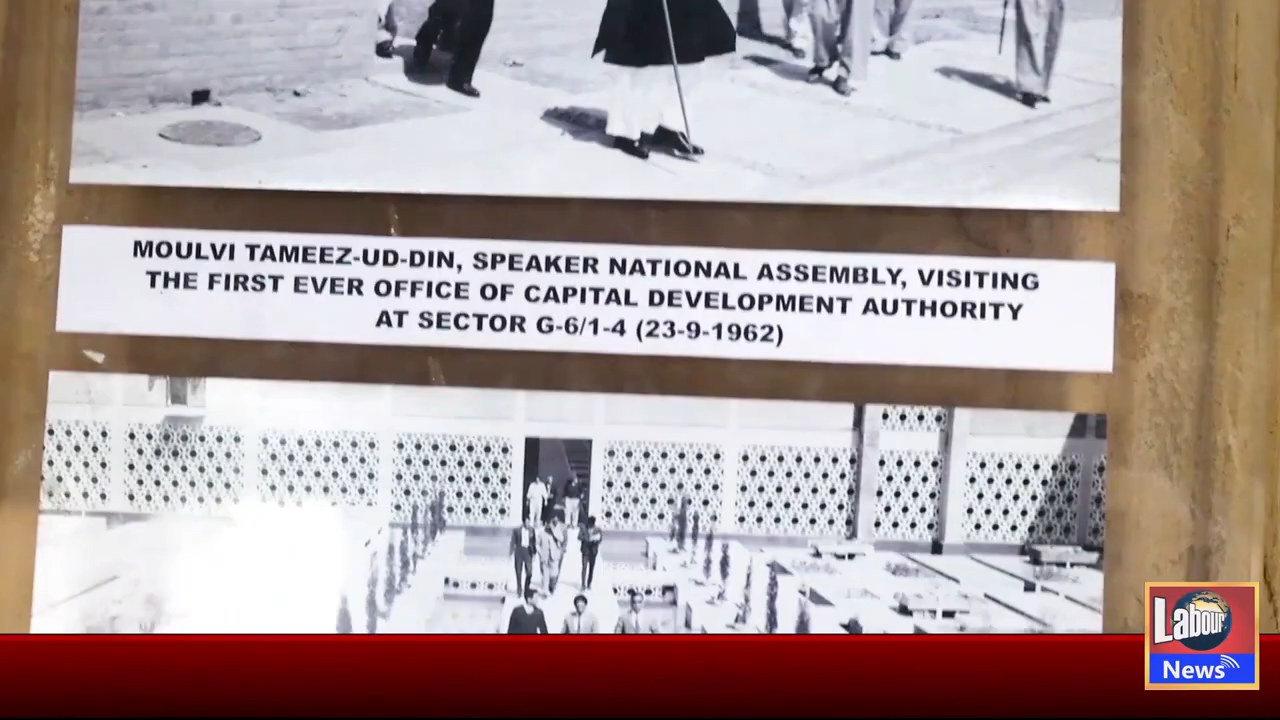 MOULVI TAMEEZ-UD-DIN, SPEAKER NATIONAL ASSEMBLY, VISITING
THE FIRST EVER OFFICE OF CAPITAL DEVELOPMENT AUTHORITY
AT SECTOR G-6/1-4 (23-9-1962)
Labour
News